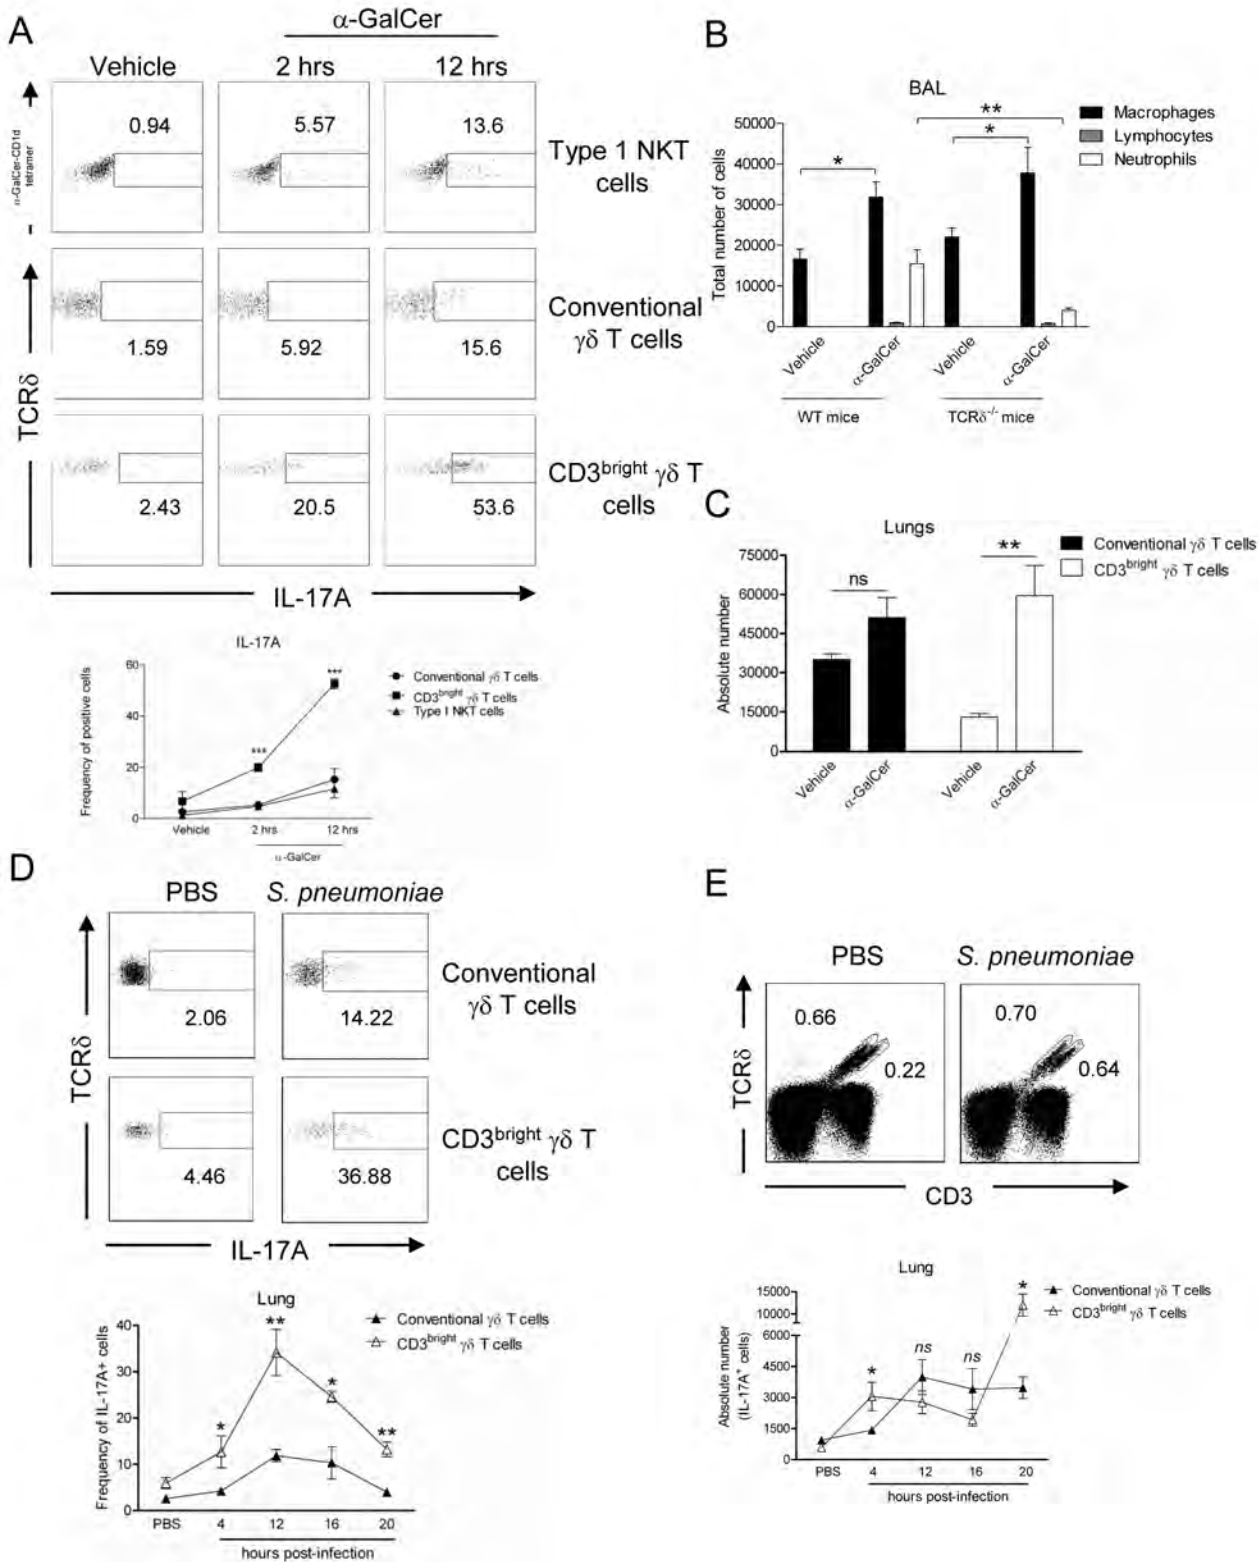 A
α-GalCer
Vehicle 2 hrs 12 hrs
α-GalCer-CD1d
tetramer
0.94 5.57 13.6
Type 1 NKT
cells
TCRδ
1.59 5.92 15.6
Conventional
γδ T cells
2.43 20.5 53.6
CD3bright γδ T
cells
IL-17A
IL-17A
Frequency of positive cells
60
40
20
0
Conventional γδ T cells
CD3bright γδ T cells
Type I NKT cells
***
***
Vehicle 2 hrs 12 hrs
α-GalCer
B
BAL
Total number of cells
50000
40000
30000
20000
10000
0
Macrophages
Lymphocytes
Neutrophils
*
*
**
Vehicle α-GalCer Vehicle α-GalCer
WT mice TCRδ-/- mice
C
Lungs
Absolute number
75000
60000
45000
30000
15000
0
Conventional γδ T cells
CD3bright γδ T cells
ns
**
Vehicle α-GalCer Vehicle α-GalCer
D
PBS S. pneumoniae
TCRδ
2.06 14.22
Conventional
γδ T cells
4.46 36.88
CD3bright γδ T
cells
IL-17A
Lung
Frequency of IL-17A+ cells
40
30
20
10
0
Conventional γδ T cells
CD3bright γδ T cells
* ** * **
PBS 4 12 16 20
hours post-infection
E
PBS S. pneumoniae
TCRδ
0.66 0.70
0.22 0.64
CD3
Lung
Absolute number
(IL-17A+ cells)
15000
10000
6000
4500
3000
1500
0
Conventional γδ T cells
CD3bright γδ T cells
* ns ns *
PBS 4 12 16 20
hours post-infection